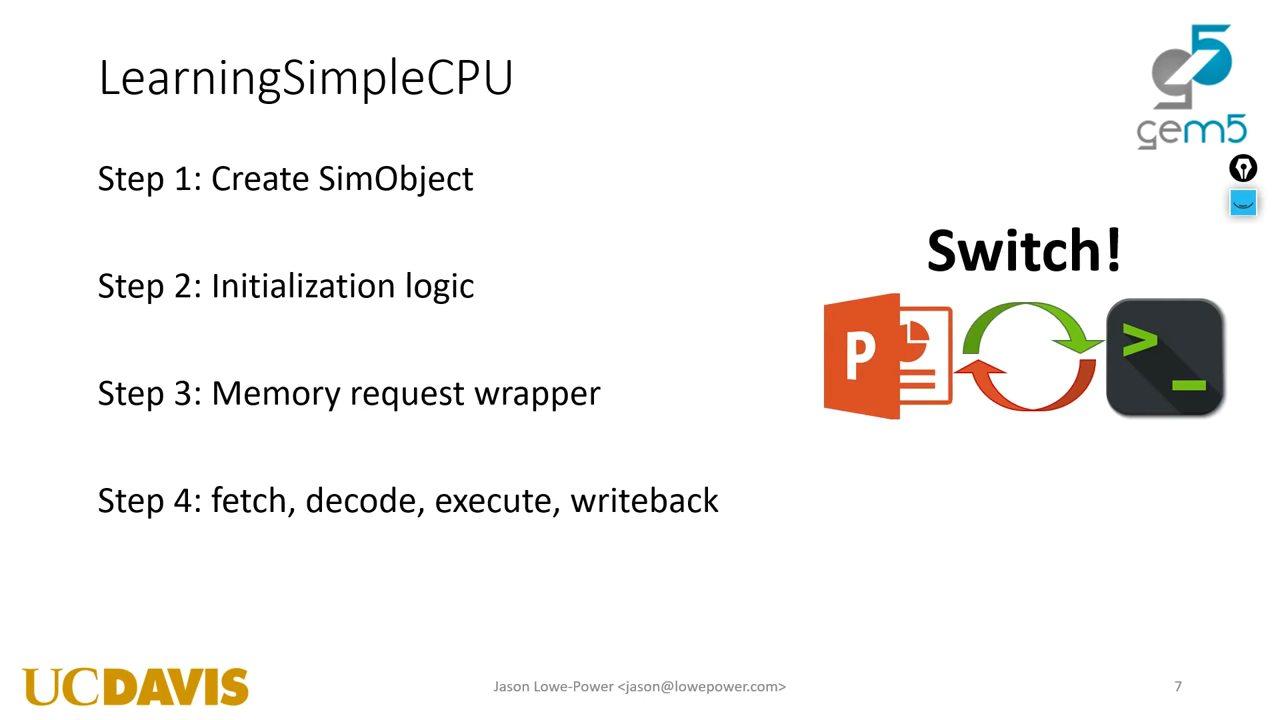 LearningSimpleCPU
gem5
Step 1: Create SimObject
Switch!
Step 2: Initialization logic
P
>_
Step 3: Memory request wrapper
Step 4: fetch, decode, execute, writeback
UCDAVIS
Jason Lowe-Power <jason@lowepower.com>
7